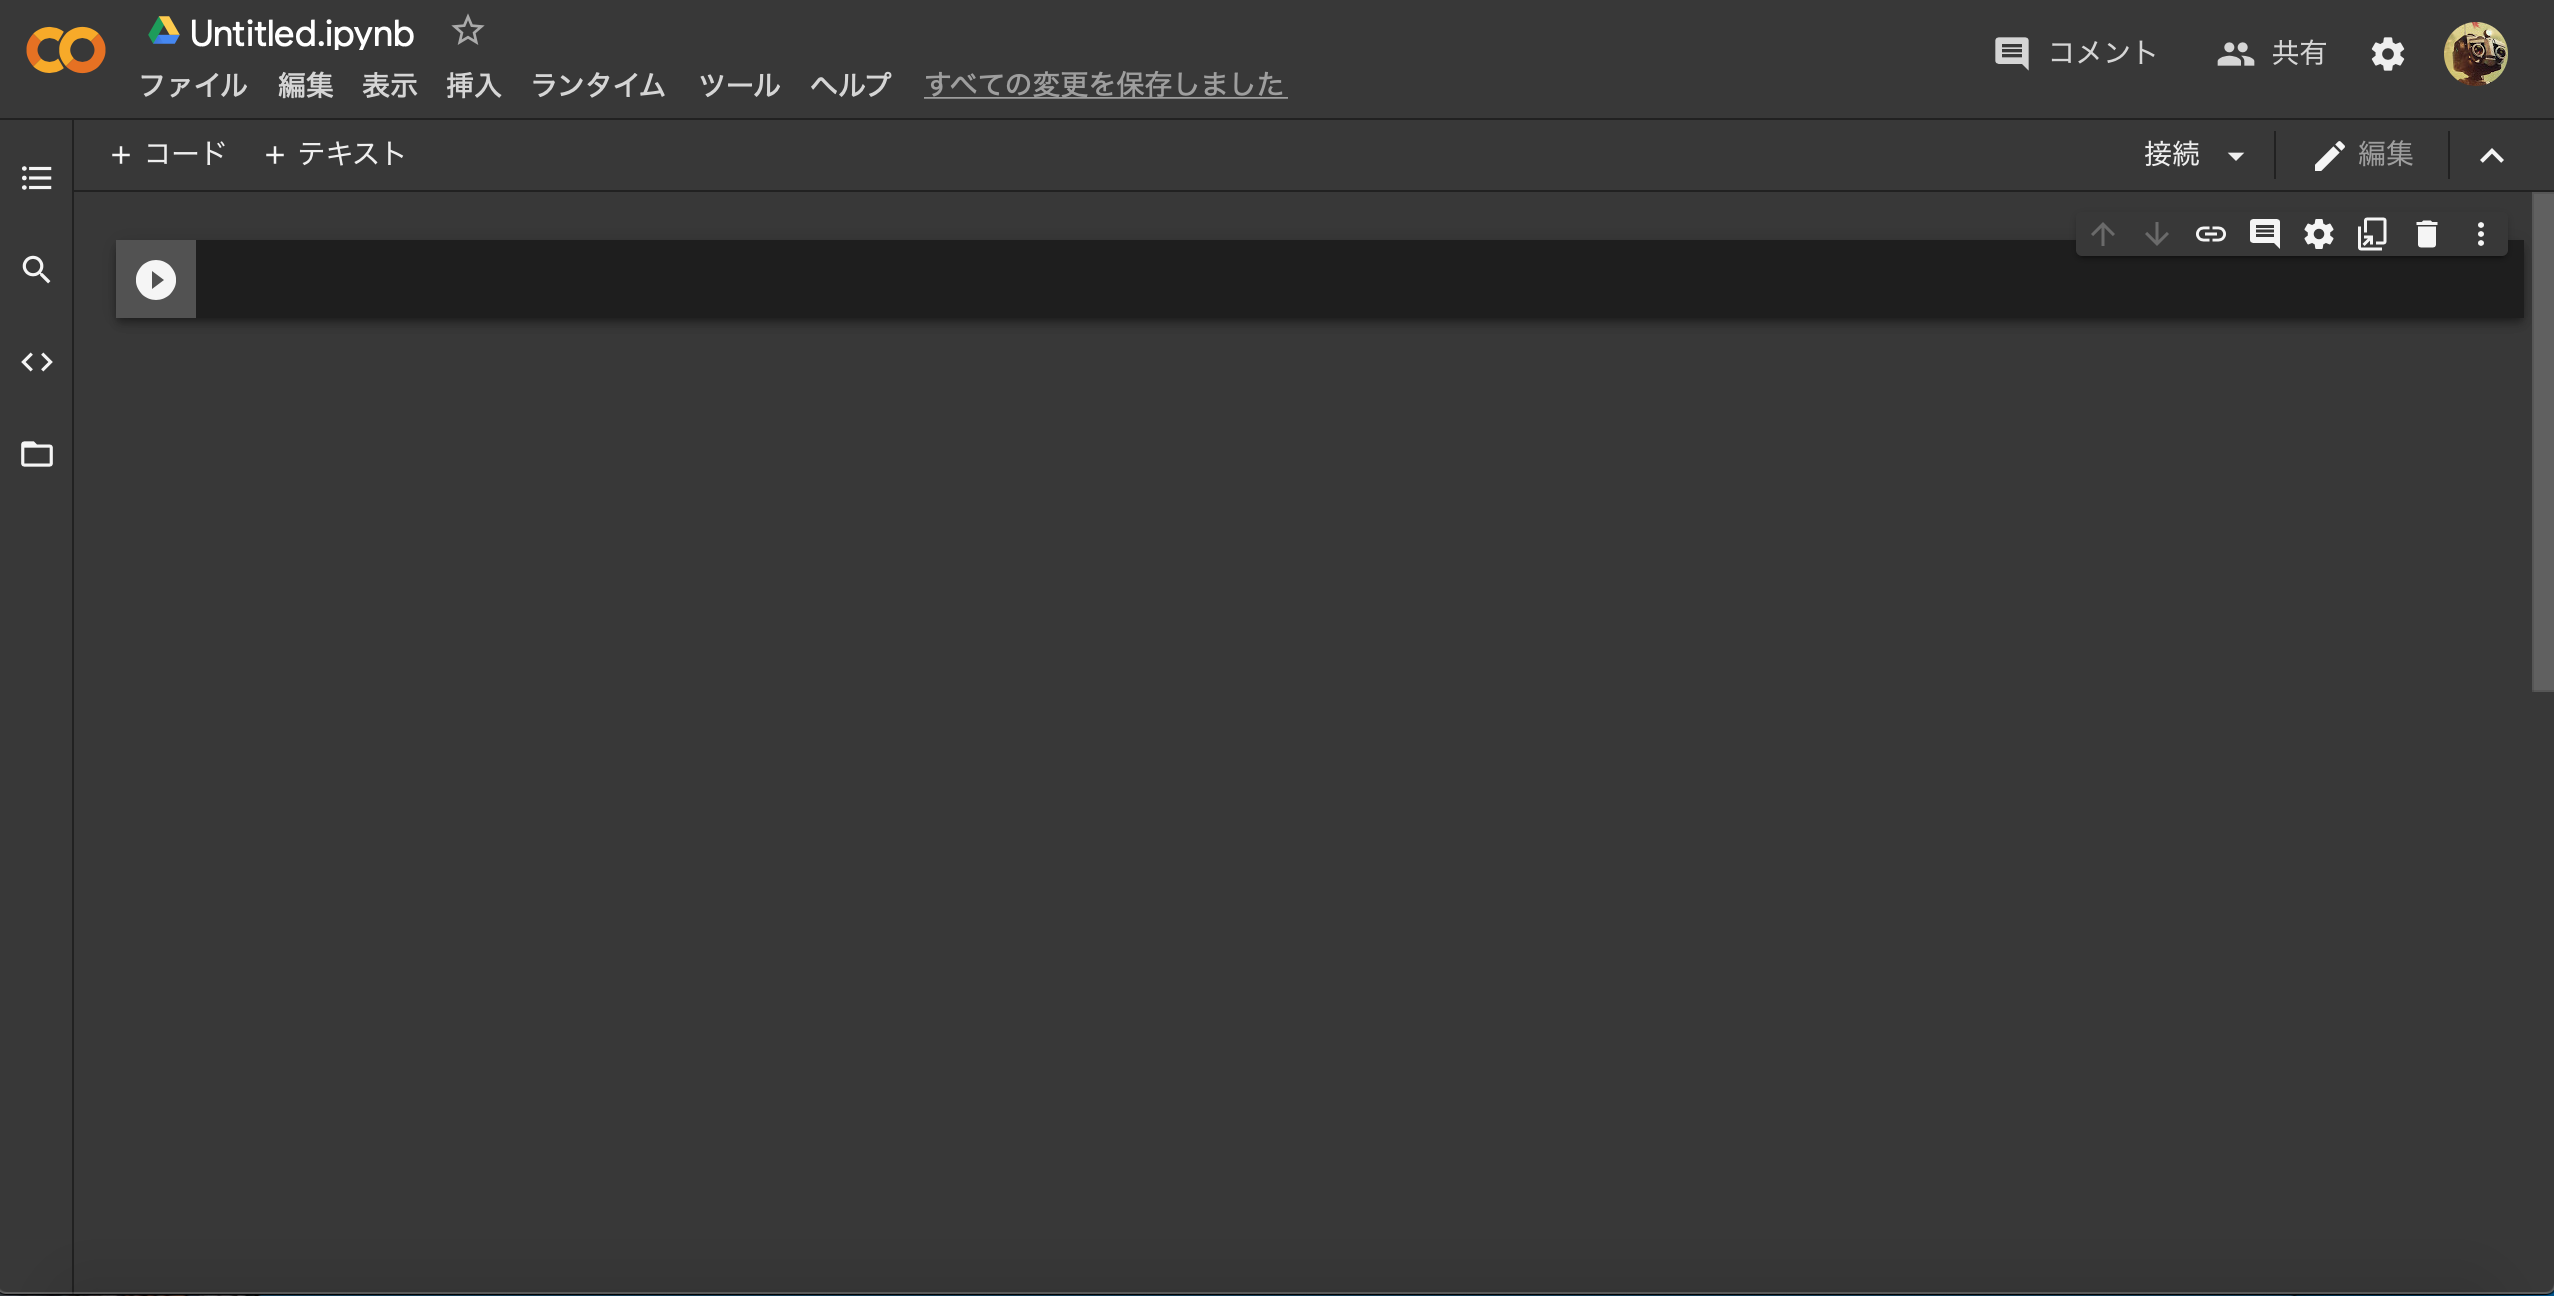 Untitled.ipynb
ファイル 編集 表示 挿入 ランタイム ツール ヘルプ すべての変更を保存しました
コメント 共有
+ コード + テキスト
接続 編集